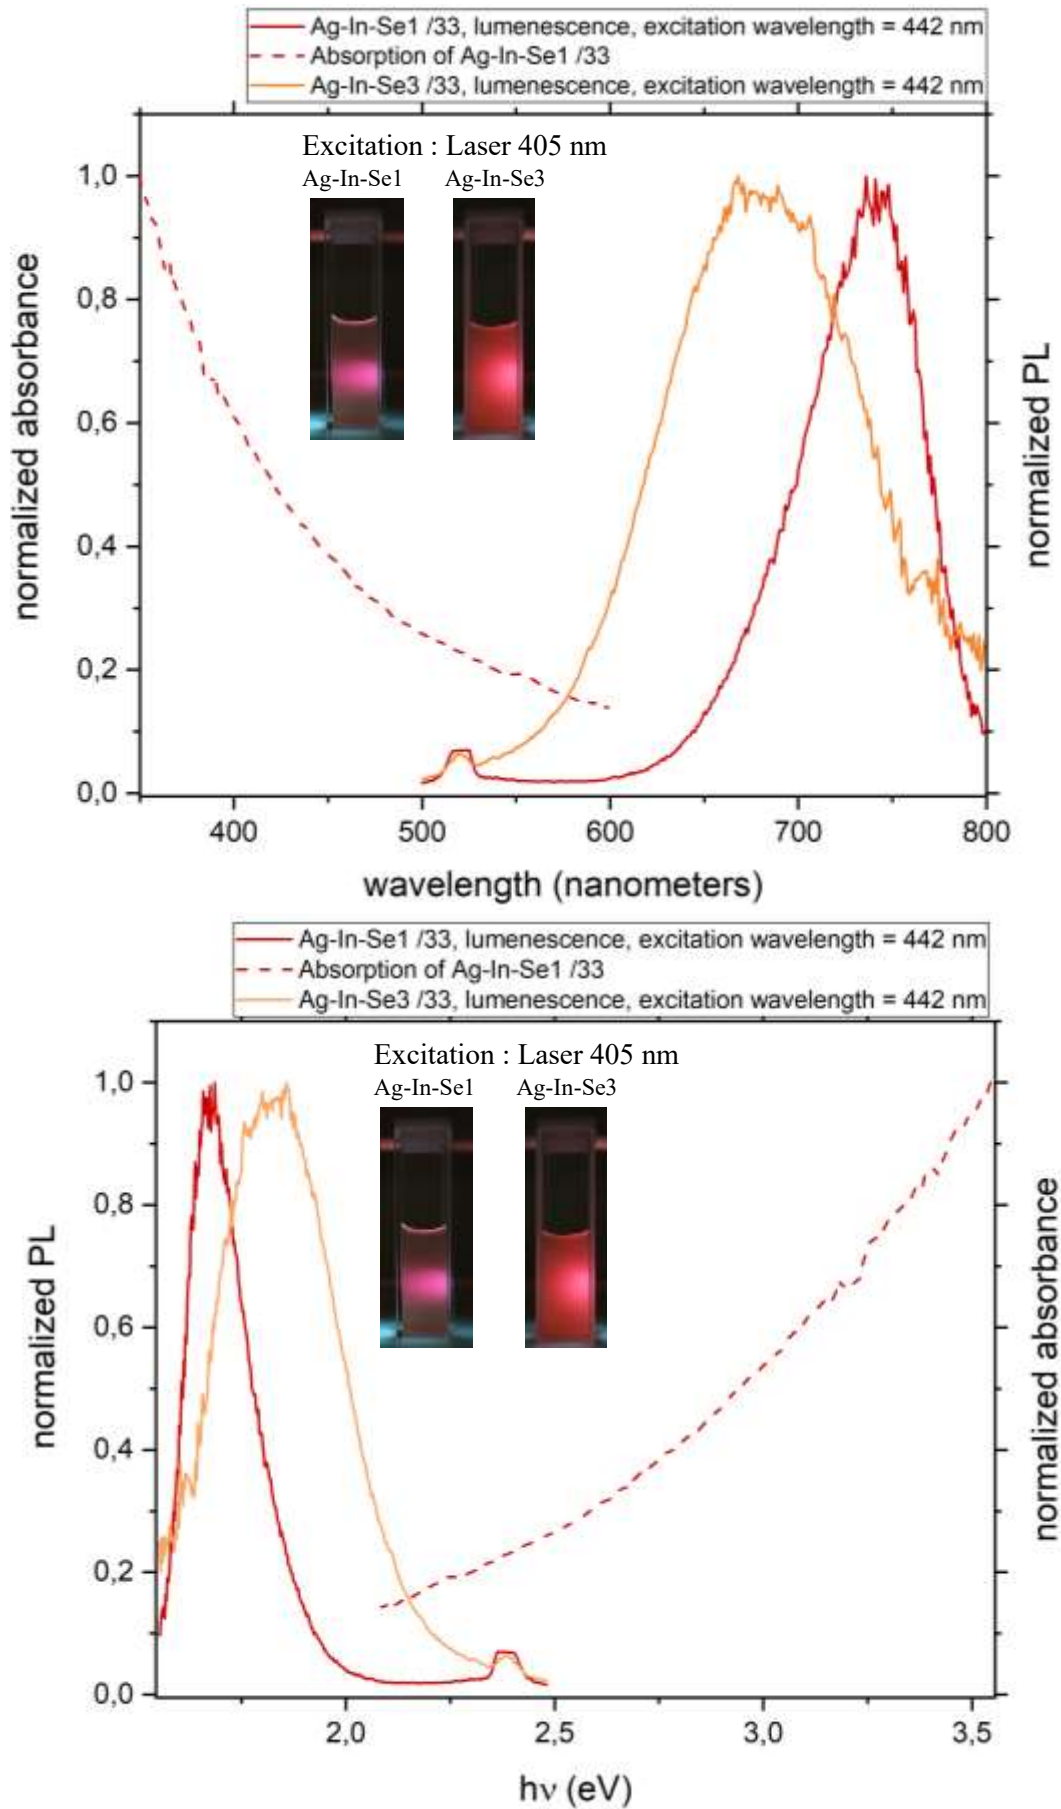 Ag-In-Se1 /33, lumenescence, excitation wavelength = 442 nm
Absorption of Ag-In-Se1 /33
Ag-In-Se3 /33, lumenescence, excitation wavelength = 442 nm
Excitation : Laser 405 nm
Ag-In-Se1 Ag-In-Se3
normalized absorbance
1,0
0,8
0,6
0,4
0,2
0,0
normalized PL
400 500 600 700 800
wavelength (nanometers)
Ag-In-Se1 /33, lumenescence, excitation wavelength = 442 nm
Absorption of Ag-In-Se1 /33
Ag-In-Se3 /33, lumenescence, excitation wavelength = 442 nm
Excitation : Laser 405 nm
Ag-In-Se1 Ag-In-Se3
normalized PL
1,0
0,8
0,6
0,4
0,2
0,0
normalized absorbance
2,0 2,5 3,0 3,5
hν (eV)